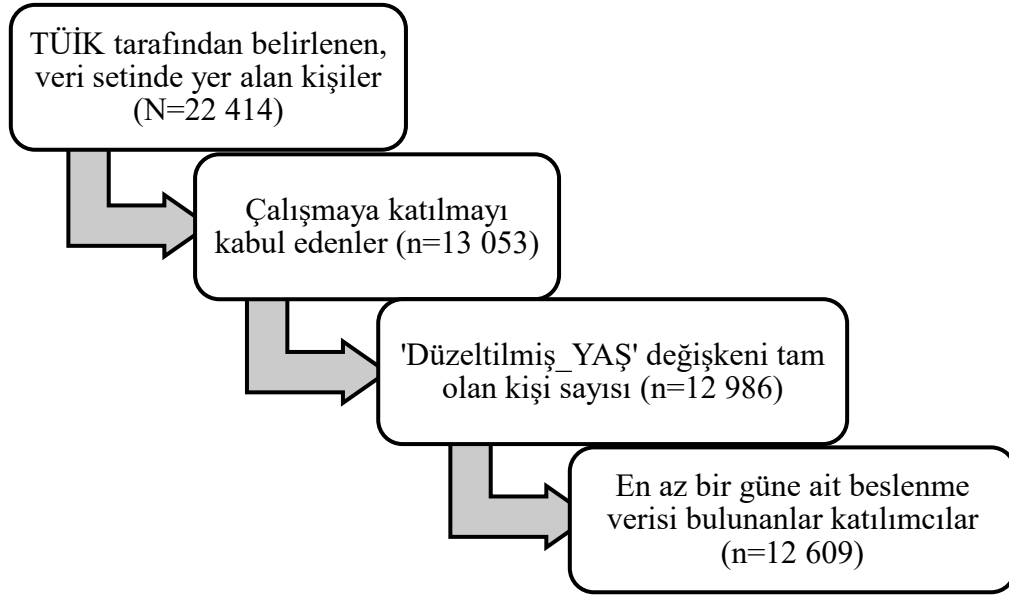 TÜİK tarafından belirlenen,
veri setinde yer alan kişiler
(N=22 414)
Çalışmaya katılmayı
kabul edenler (n=13 053)
'Düzeltilmiş_YAŞ' değişkeni tam
olan kişi sayısı (n=12 986)
En az bir güne ait beslenme
verisi bulunanlar katılımcılar
(n=12 609)